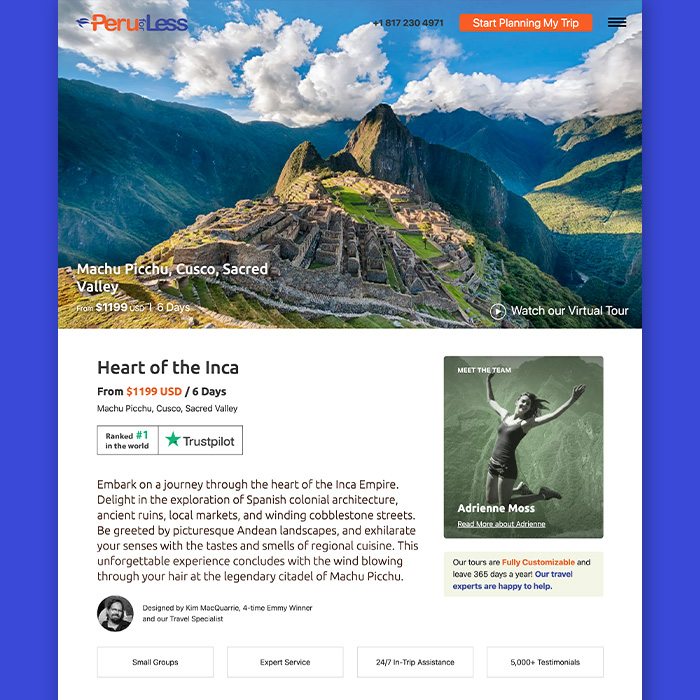 Peru for Less
+1 817 230 4971
Start Planning My Trip
Machu Picchu, Cusco, Sacred
Valley
From $1199 USD | 6 Days
Watch our Virtual Tour
Heart of the Inca
From $1199 USD / 6 Days
Machu Picchu, Cusco, Sacred Valley
Ranked #1
in the world
Trustpilot
Embark on a journey through the heart of the Inca Empire.
Delight in the exploration of Spanish colonial architecture,
ancient ruins, local markets, and winding cobblestone streets.
Be greeted by picturesque Andean landscapes, and exhilarate
your senses with the tastes and smells of regional cuisine. This
unforgettable experience concludes with the wind blowing
through your hair at the legendary citadel of Machu Picchu.
Designed by Kim MacQuarrie, 4-time Emmy Winner
and our Travel Specialist
MEET THE TEAM
Adrienne Moss
Read More about Adrienne
Our tours are Fully Customizable and
leave 365 days a year! Our travel
experts are happy to help.
Small Groups
Expert Service
24/7 In-Trip Assistance
5,000+ Testimonials